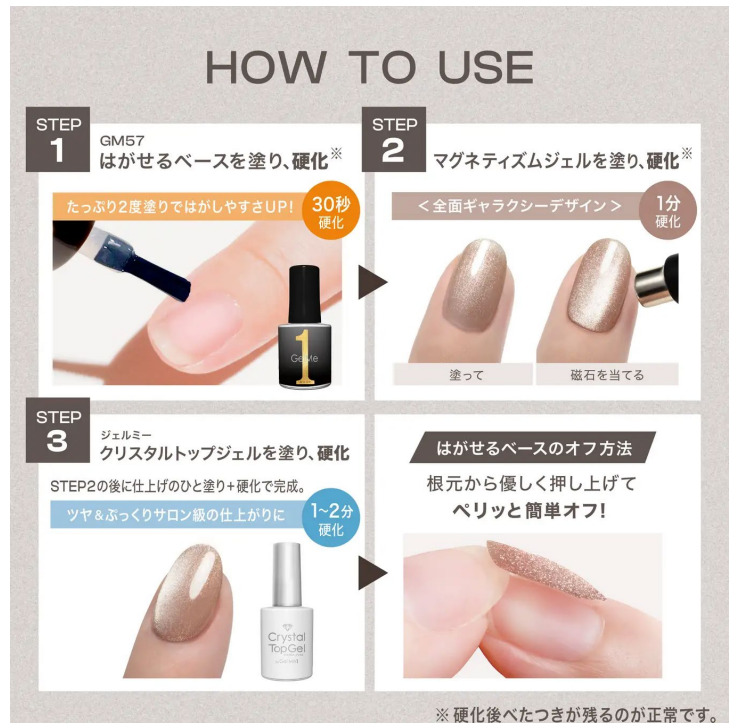 HOW TO USE
STEP
1
GM57
はがせるベースを塗り、硬化※
たっぷり2度塗りではがしやすさUP!
30秒
硬化
1
GelMe
STEP
2
マグネティズムジェルを塗り、硬化※
＜全面ギャラクシーデザイン＞
1分
硬化
塗って
磁石を当てる
STEP
3
ジェルミー
クリスタルトップジェルを塗り、硬化
STEP2の後に仕上げのひと塗り+硬化で完成。
ツヤ&ぷっくりサロン級の仕上がりに
1~2分
硬化
Crystal
TopGel
はがせるベースのオフ方法
根元から優しく押し上げて
ペリッと簡単オフ!
※硬化後べたつきが残るのが正常です。